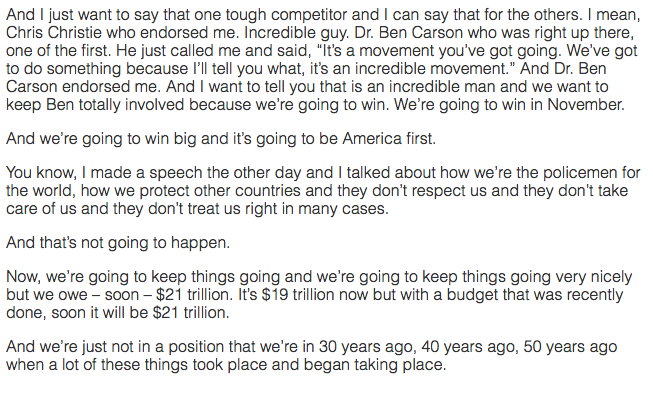 And I just want to say that one tough competitor and I can say that for the others. I mean,
Chris Christie who endorsed me. Incredible guy. Dr. Ben Carson who was right up there,
one of the first. He just called me and said, “It’s a movement you’ve got going. We’ve got
to do something because I’ll tell you what, it’s an incredible movement.” And Dr. Ben
Carson endorsed me. And I want to tell you that is an incredible man and we want to
keep Ben totally involved because we’re going to win. We’re going to win in November.
And we’re going to win big and it’s going to be America first.
You know, I made a speech the other day and I talked about how we’re the policemen for
the world, how we protect other countries and they don’t respect us and they don’t take
care of us and they don’t treat us right in many cases.
And that’s not going to happen.
Now, we’re going to keep things going and we’re going to keep things going very nicely
but we owe – soon – $21 trillion. It’s $19 trillion now but with a budget that was recently
done, soon it will be $21 trillion.
And we’re just not in a position that we’re in 30 years ago, 40 years ago, 50 years ago
when a lot of these things took place and began taking place.